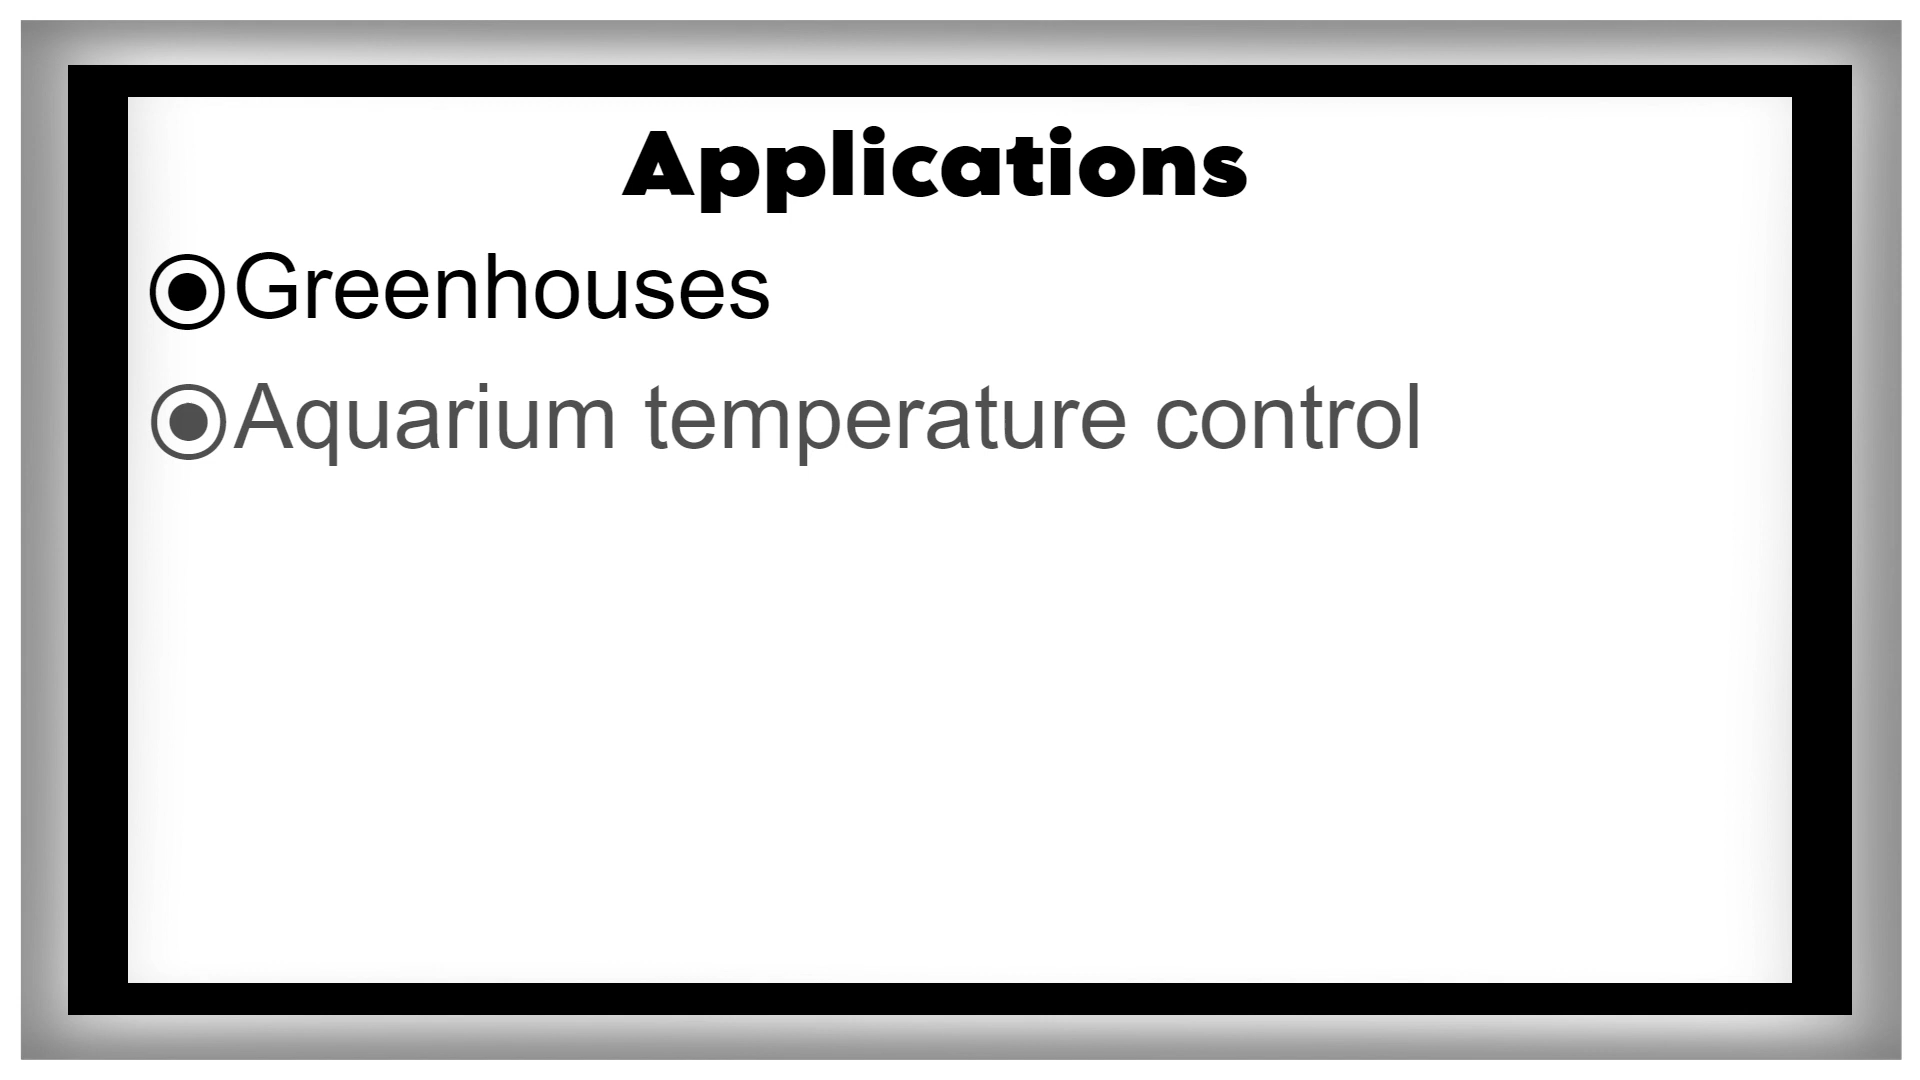 Applications
⦿Greenhouses
⦿Aquarium temperature control